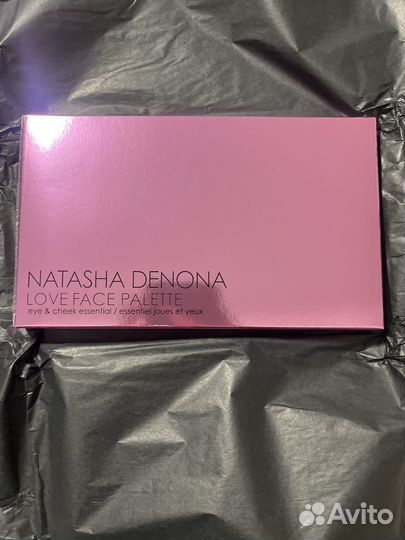 NATASHA DENONA
LOVE FACE PALETTE
eye & cheek essential / essentiel joues et yeux
Avito